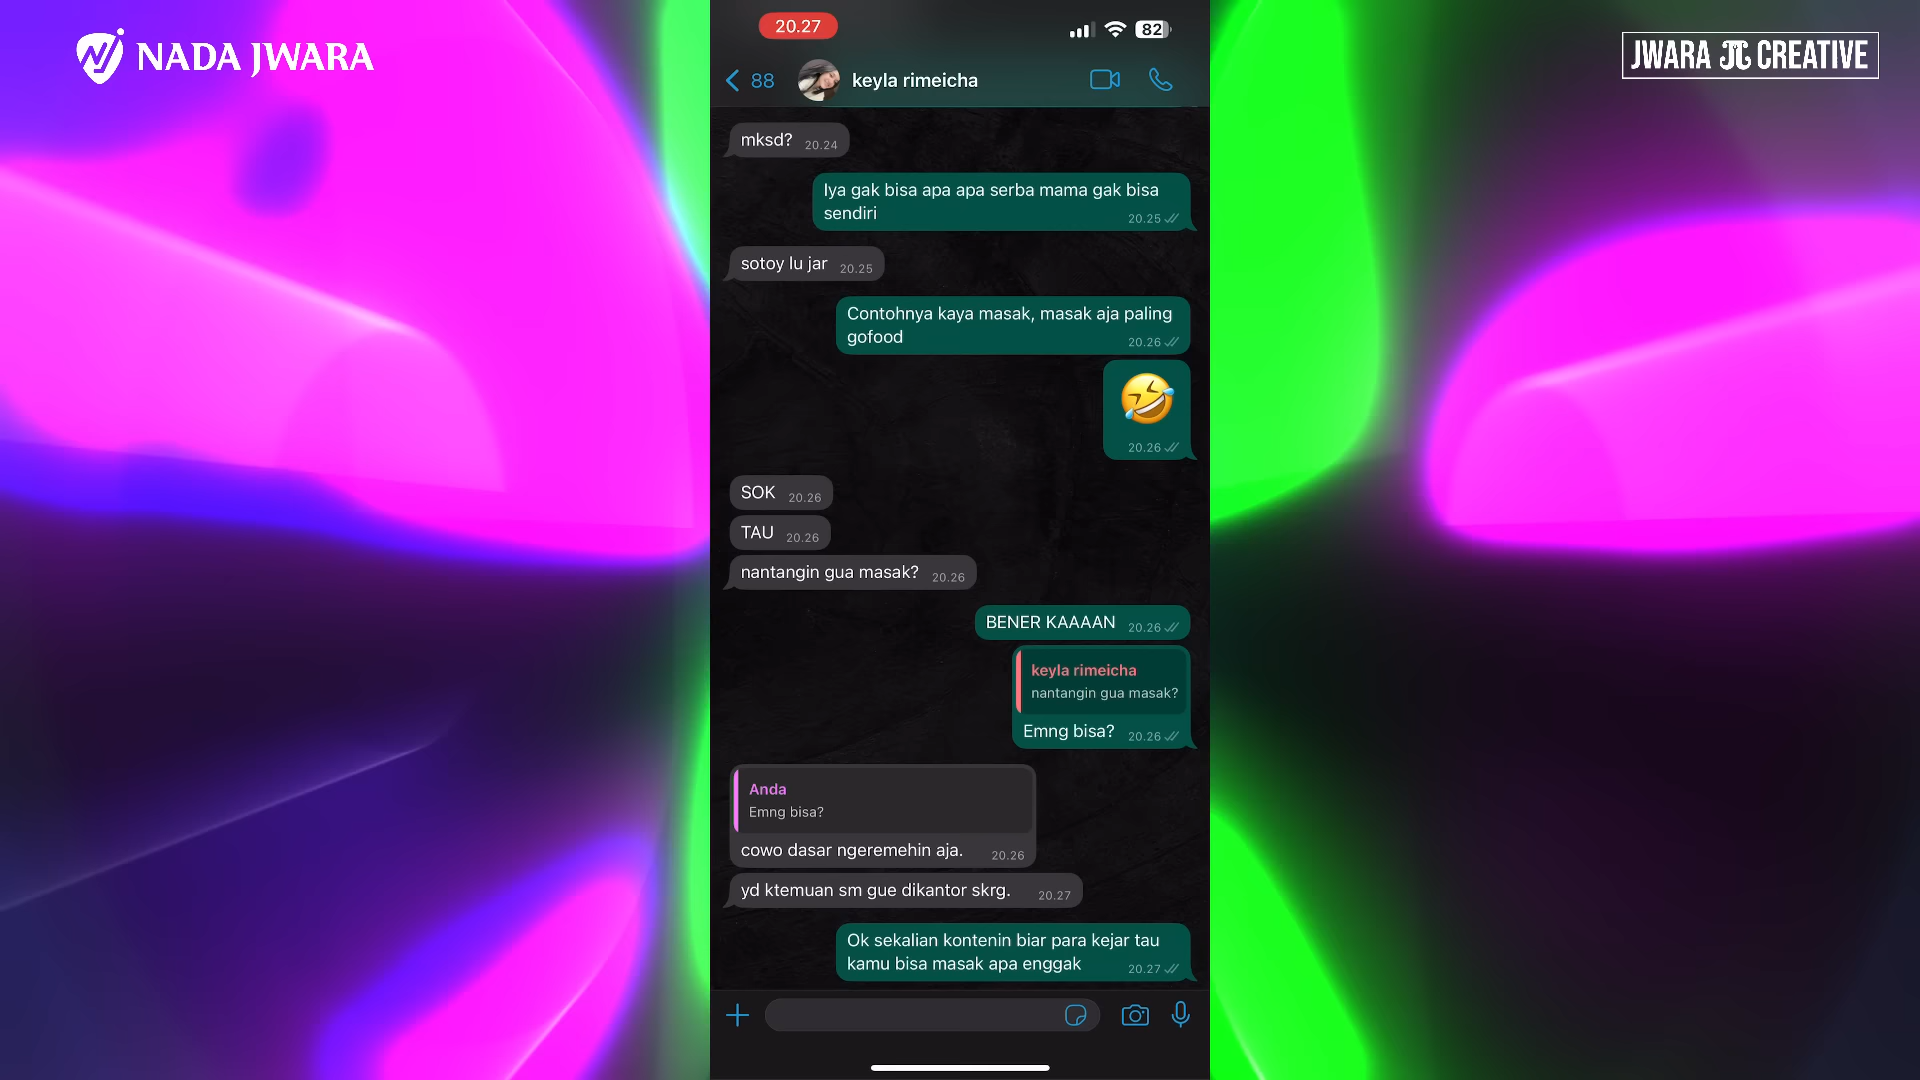 NADA JWARA
JWARA CREATIVE
20.27
82
88
keyla rimeicha
mksd? 20.24
Iya gak bisa apa apa serba mama gak bisa
sendiri 20.25
sotoy lu jar 20.25
Contohnya kaya masak, masak aja paling
gofood 20.26
🤣
20.26
SOK 20.26
TAU 20.26
nantangin gua masak? 20.26
BENER KAAAAN 20.26
keyla rimeicha
nantangin gua masak?
Emng bisa? 20.26
Anda
Emng bisa?
cowo dasar ngeremehin aja. 20.26
yd ktemuan sm gue dikantor skrg. 20.27
Ok sekalian kontenin biar para kejar tau
kamu bisa masak apa enggak 20.27